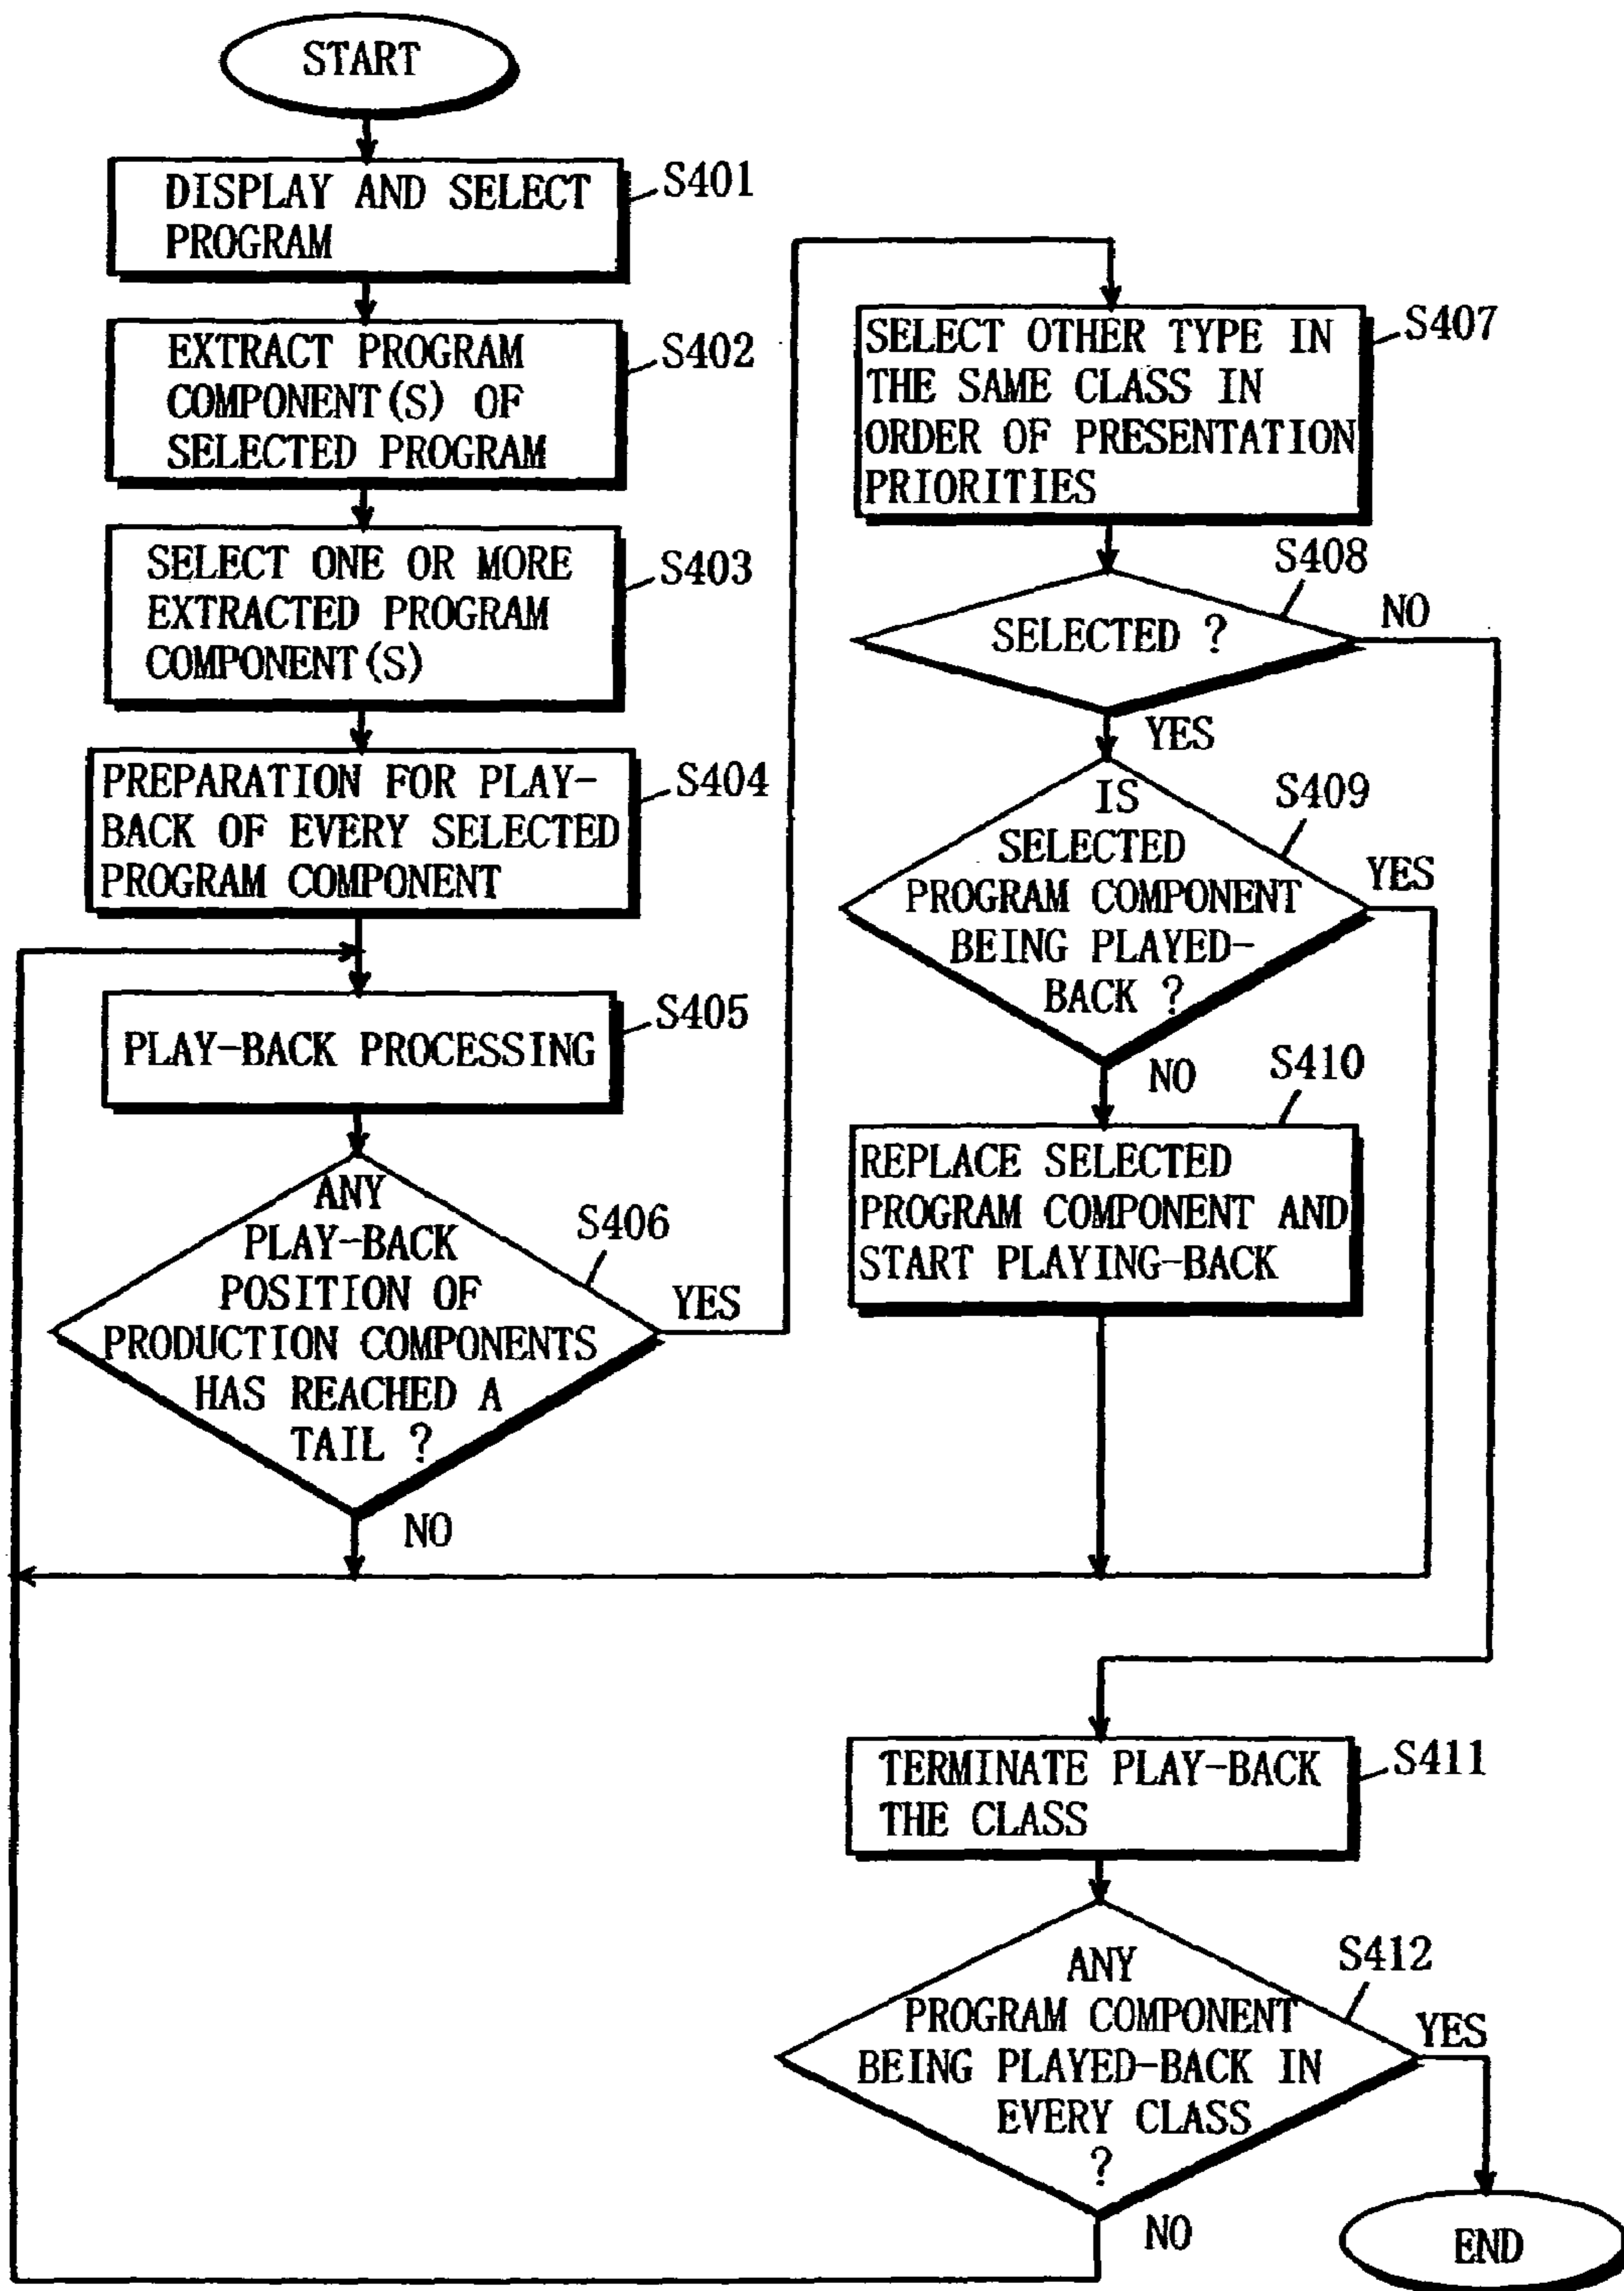 START
DISPLAY AND SELECT
PROGRAM
S401
EXTRACT PROGRAM
COMPONENT(S) OF
SELECTED PROGRAM
S402
SELECT ONE OR MORE
EXTRACTED PROGRAM
COMPONENT(S)
S403
PREPARATION FOR PLAY-
BACK OF EVERY SELECTED
PROGRAM COMPONENT
S404
PLAY-BACK PROCESSING
S405
ANY
PLAY-BACK
POSITION OF
PRODUCTION COMPONENTS
HAS REACHED A
TAIL ?
S406
YES
NO
SELECT OTHER TYPE IN
THE SAME CLASS IN
ORDER OF PRESENTATION
PRIORITIES
S407
SELECTED ?
S408
NO
YES
IS
SELECTED
PROGRAM COMPONENT
BEING PLAYED-
BACK ?
S409
YES
NO
REPLACE SELECTED
PROGRAM COMPONENT AND
START PLAYING-BACK
S410
TERMINATE PLAY-BACK
THE CLASS
S411
ANY
PROGRAM COMPONENT
BEING PLAYED-BACK IN
EVERY CLASS
?
S412
YES
NO
END